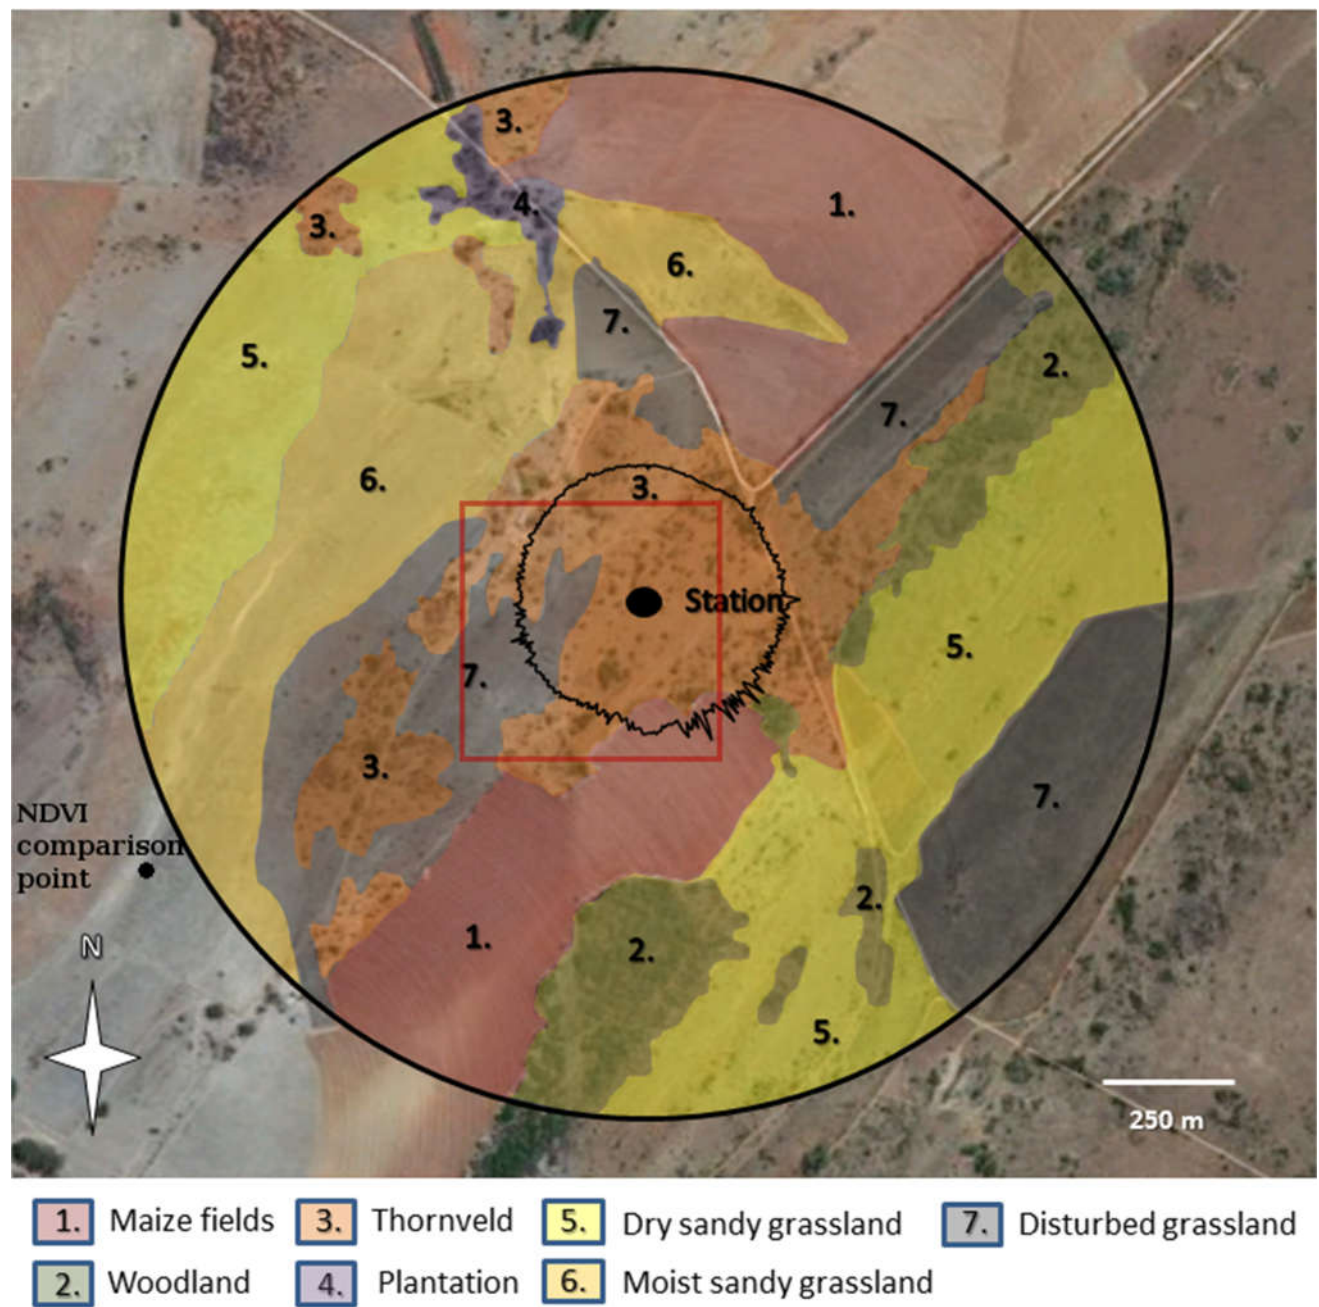 3.
4.
1.
3.
6.
7.
5.
2.
7.
6.
3.
Station
5.
7.
3.
7.
NDVI
comparison
point
2.
1.
2.
N
5.
250 m
1. Maize fields
3. Thornveld
5. Dry sandy grassland
7. Disturbed grassland
2. Woodland
4. Plantation
6. Moist sandy grassland